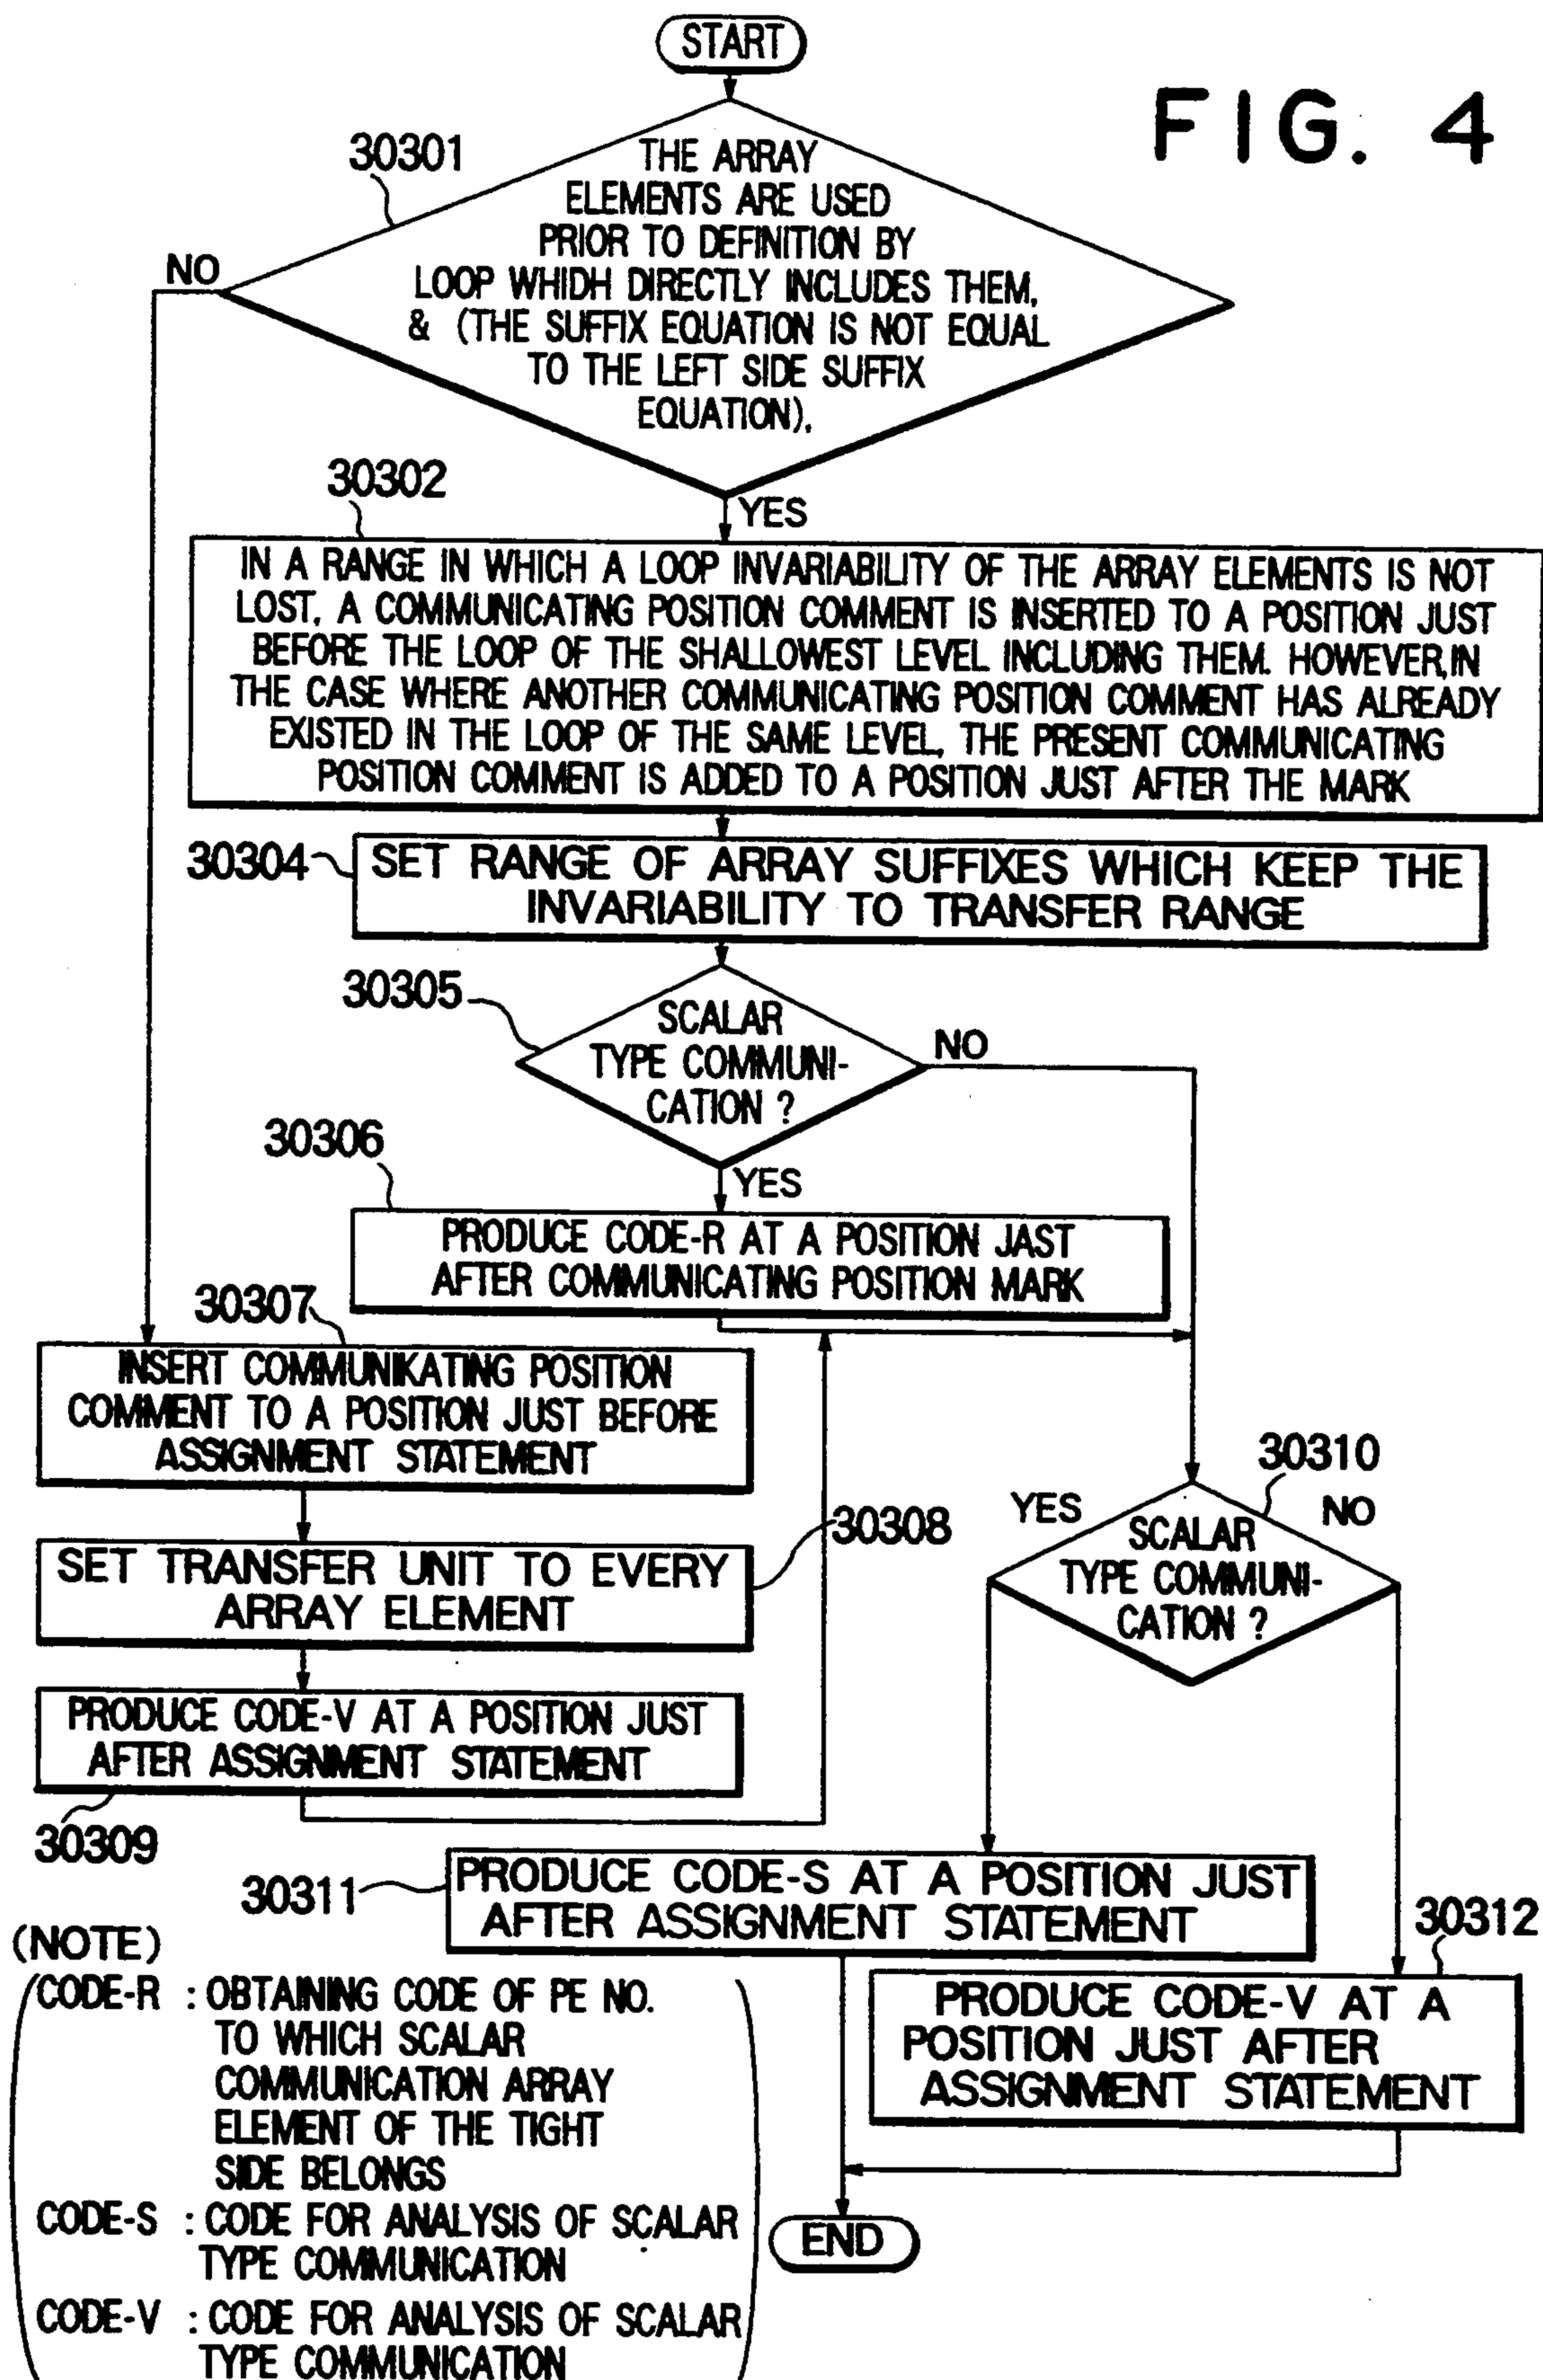 START
FIG. 4
30301
THE ARRAY
ELEMENTS ARE USED
PRIOR TO DEFINITION BY
LOOP WHIDH DIRECTLY INCLUDES THEM,
& (THE SUFFIX EQUATION IS NOT EQUAL
TO THE LEFT SIDE SUFFIX
EQUATION),
NO
YES
30302
IN A RANGE IN WHICH A LOOP INVARIABILITY OF THE ARRAY ELEMENTS IS NOT
LOST, A COMMUNICATING POSITION COMMENT IS INSERTED TO A POSITION JUST
BEFORE THE LOOP OF THE SHALLOWEST LEVEL INCLUDING THEM. HOWEVER, IN
THE CASE WHERE ANOTHER COMMUNICATING POSITION COMMENT HAS ALREADY
EXISTED IN THE LOOP OF THE SAME LEVEL, THE PRESENT COMMUNICATING
POSITION COMMENT IS ADDED TO A POSITION JUST AFTER THE MARK
30304
SET RANGE OF ARRAY SUFFIXES WHICH KEEP THE
INVARIABILITY TO TRANSFER RANGE
30305
SCALAR
TYPE COMMUNI-
CATION ?
NO
YES
30306
PRODUCE CODE-R AT A POSITION JAST
AFTER COMMUNICATING POSITION MARK
30307
INSERT COMMUNIKATING POSITION
COMMENT TO A POSITION JUST BEFORE
ASSIGNMENT STATEMENT
30308
SET TRANSFER UNIT TO EVERY
ARRAY ELEMENT
PRODUCE CODE-V AT A POSITION JUST
AFTER ASSIGNMENT STATEMENT
30309
30310
YES
NO
SCALAR
TYPE COMMUNI-
CATION ?
30311
PRODUCE CODE-S AT A POSITION JUST
AFTER ASSIGNMENT STATEMENT
30312
PRODUCE CODE-V AT A
POSITION JUST AFTER
ASSIGNMENT STATEMENT
END
(NOTE)
CODE-R : OBTAINING CODE OF PE NO.
TO WHICH SCALAR
COMMUNICATION ARRAY
ELEMENT OF THE TIGHT
SIDE BELONGS
CODE-S : CODE FOR ANALYSIS OF SCALAR
TYPE COMMUNICATION
CODE-V : CODE FOR ANALYSIS OF SCALAR
TYPE COMMUNICATION